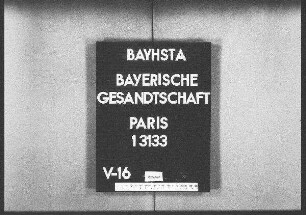 BAYHSTA
BAYERISCHE
GESANDTSCHAFT
PARIS
13133
V-16